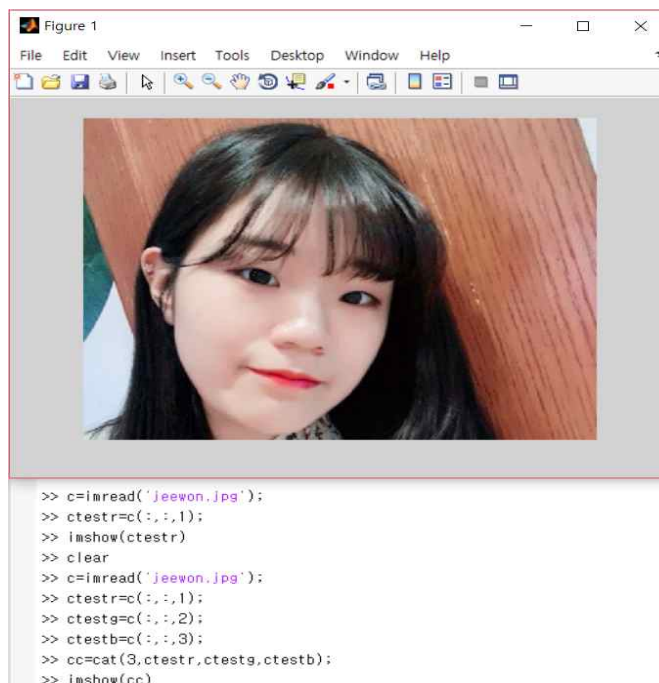 Figure 1
File Edit View Insert Tools Desktop Window Help
>> c=imread('jeewon.jpg');
>> ctestr=c(:,:,1);
>> imshow(ctestr)
>> clear
>> c=imread('jeewon.jpg');
>> ctestr=c(:,:,1);
>> ctestg=c(:,:,2);
>> ctestb=c(:,:,3);
>> cc=cat(3,ctestr,ctestg,ctestb);
>> imshow(cc)